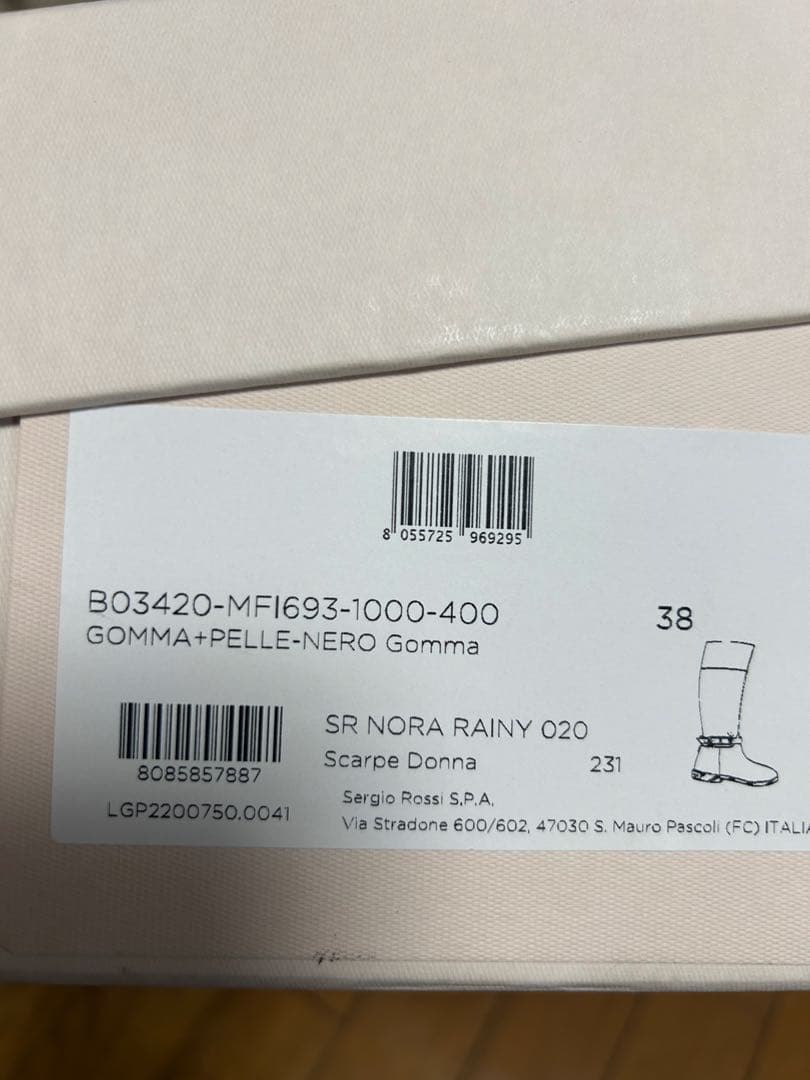 8 055725 969295
B03420-MFI693-1000-400
38
GOMMA+PELLE-NERO Gomma
SR NORA RAINY 020
Scarpe Donna
231
8085857887
LGP2200750.0041
Sergio Rossi S.P.A.
Via Stradone 600/602, 47030 S. Mauro Pascoli (FC) ITALIA